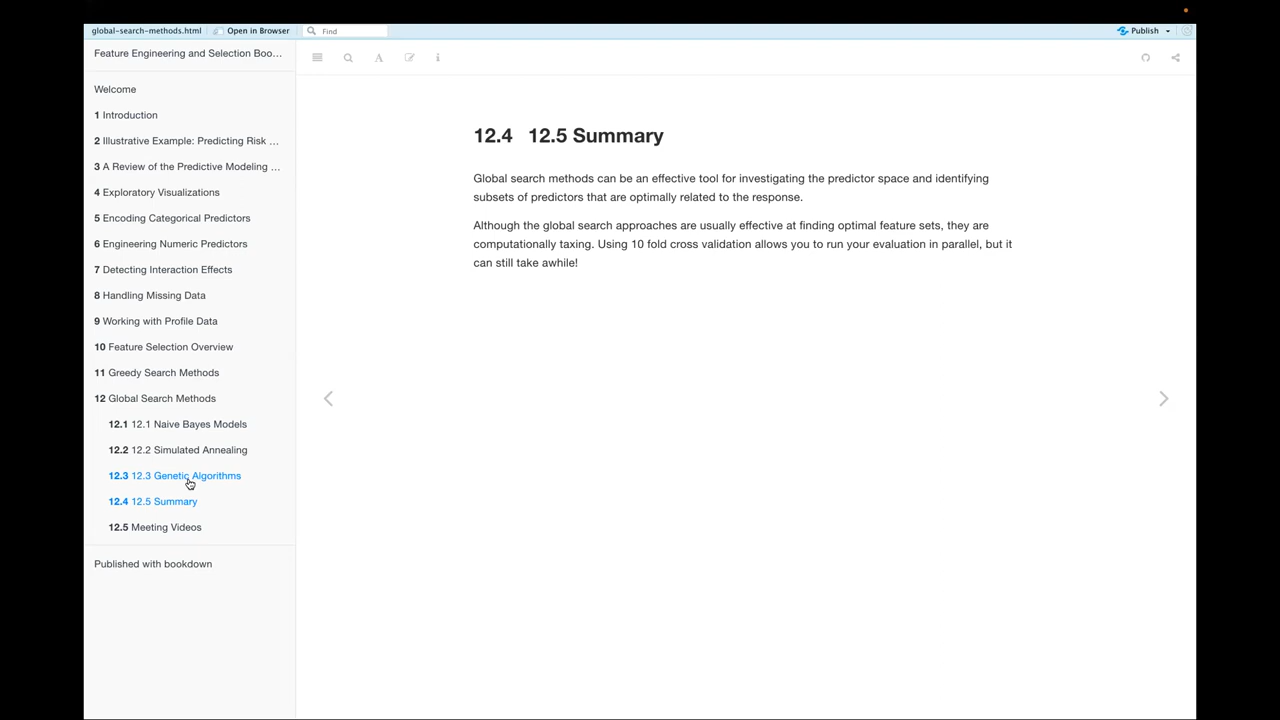 global-search-methods.html Open in Browser Find Publish
Feature Engineering and Selection Boo...
Welcome
1 Introduction
2 Illustrative Example: Predicting Risk ...
3 A Review of the Predictive Modeling ...
4 Exploratory Visualizations
5 Encoding Categorical Predictors
6 Engineering Numeric Predictors
7 Detecting Interaction Effects
8 Handling Missing Data
9 Working with Profile Data
10 Feature Selection Overview
11 Greedy Search Methods
12 Global Search Methods
12.1 12.1 Naive Bayes Models
12.2 12.2 Simulated Annealing
12.3 12.3 Genetic Algorithms
12.4 12.5 Summary
12.5 Meeting Videos
Published with bookdown
12.4 12.5 Summary
Global search methods can be an effective tool for investigating the predictor space and identifying
subsets of predictors that are optimally related to the response.
Although the global search approaches are usually effective at finding optimal feature sets, they are
computationally taxing. Using 10 fold cross validation allows you to run your evaluation in parallel, but it
can still take awhile!